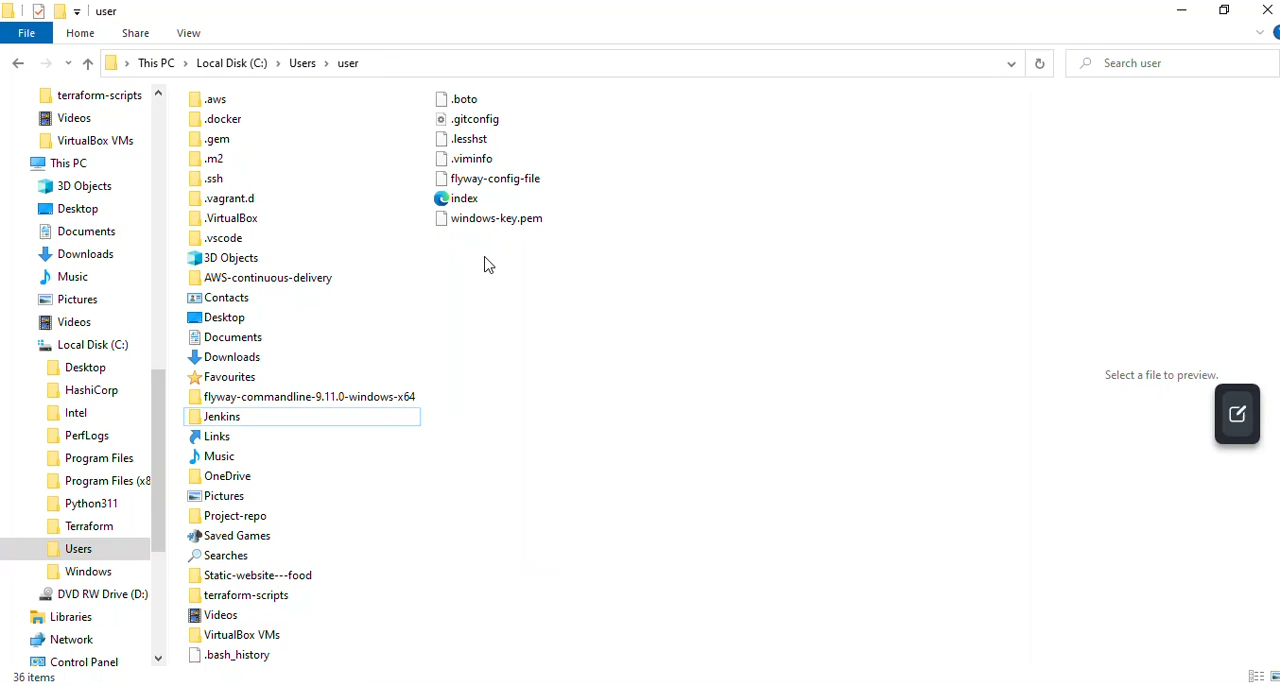 user
File Home Share View
This PC Local Disk (C:) Users user
Search user
terraform-scripts
Videos
VirtualBox VMs
This PC
3D Objects
Desktop
Documents
Downloads
Music
Pictures
Videos
Local Disk (C:)
Desktop
HashiCorp
Intel
PerfLogs
Program Files
Program Files (x8
Python311
Terraform
Users
Windows
DVD RW Drive (D:)
Libraries
Network
Control Panel
.aws
.docker
.gem
.m2
.ssh
.vagrant.d
.VirtualBox
.vscode
3D Objects
AWS-continuous-delivery
Contacts
Desktop
Documents
Downloads
Favourites
flyway-commandline-9.11.0-windows-x64
Jenkins
Links
Music
OneDrive
Pictures
Project-repo
Saved Games
Searches
Static-website---food
terraform-scripts
Videos
VirtualBox VMs
.bash_history
.boto
.gitconfig
.lesshst
.viminfo
flyway-config-file
index
windows-key.pem
Select a file to preview.
36 items